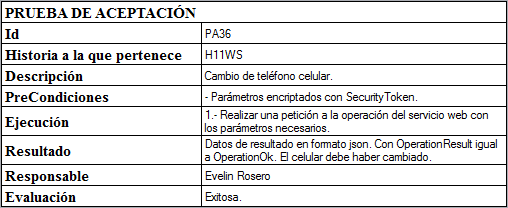 PRUEBA DE ACEPTACIÓN
Id PA36
Historia a la que pertenece H11WS
Descripción Cambio de teléfono celular.
PreCondiciones - Parámetros encriptados con SecurityToken.
Ejecución 1.- Realizar una petición a la operación del servicio web con
los parámetros necesarios.
Resultado Datos de resultado en formato json. Con OperationResult igual
a OperationOk. El celular debe haber cambiado.
Responsable Evelin Rosero
Evaluación Exitosa.